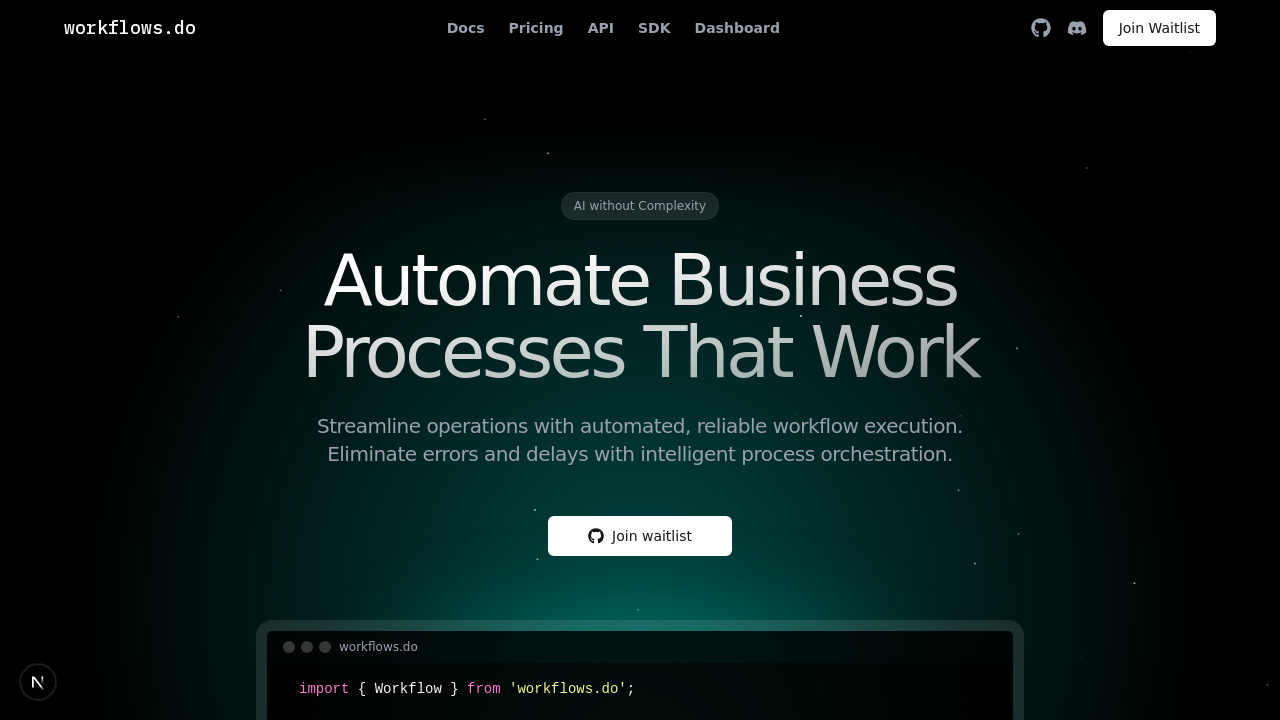 workflows.do
Docs Pricing API SDK Dashboard
Join Waitlist
AI without Complexity
Automate Business
Processes That Work
Streamline operations with automated, reliable workflow execution.
Eliminate errors and delays with intelligent process orchestration.
Join waitlist
workflows.do
import { Workflow } from 'workflows.do';
N